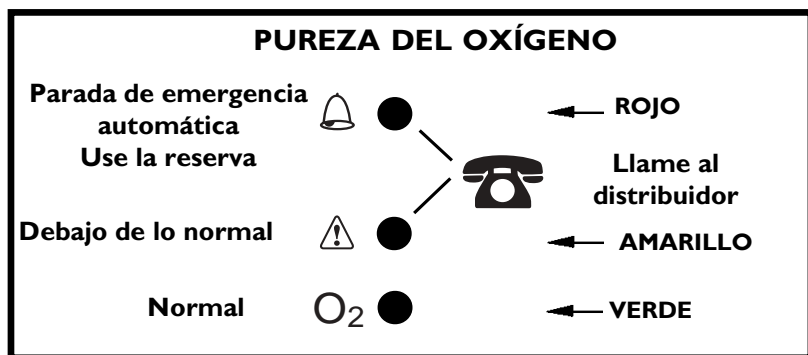 PUREZA DEL OXÍGENO
Parada de emergencia
automática
Use la reserva
ROJO
Llame al
distribuidor
Debajo de lo normal
AMARILLO
Normal
O₂
VERDE